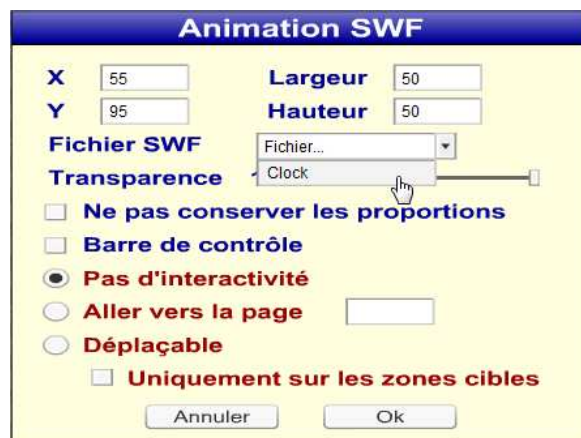 Animation SWF
X 55 Largeur 50
Y 95 Hauteur 50
Fichier SWF Fichier...
Clock
Transparence
Ne pas conserver les proportions
Barre de contrôle
Pas d'interactivité
Aller vers la page
Déplaçable
Uniquement sur les zones cibles
Annuler Ok